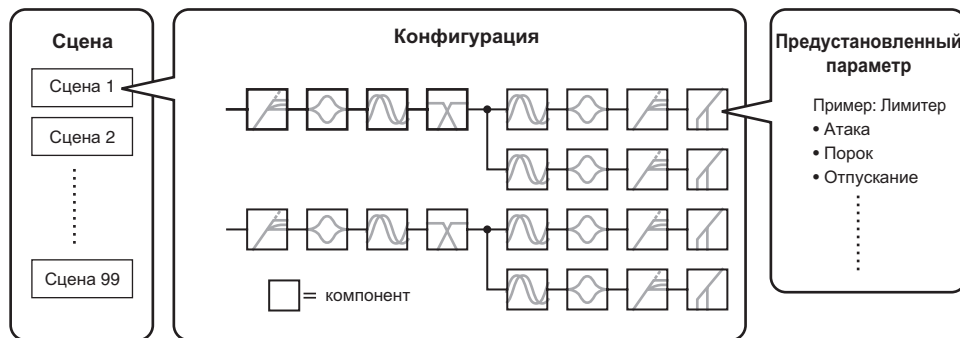 Сцена
Сцена 1
Сцена 2
Сцена 99
Конфигурация
= компонент
Предустановленный
параметр
Пример: Лимитер
• Атака
• Порок
• Отпускание